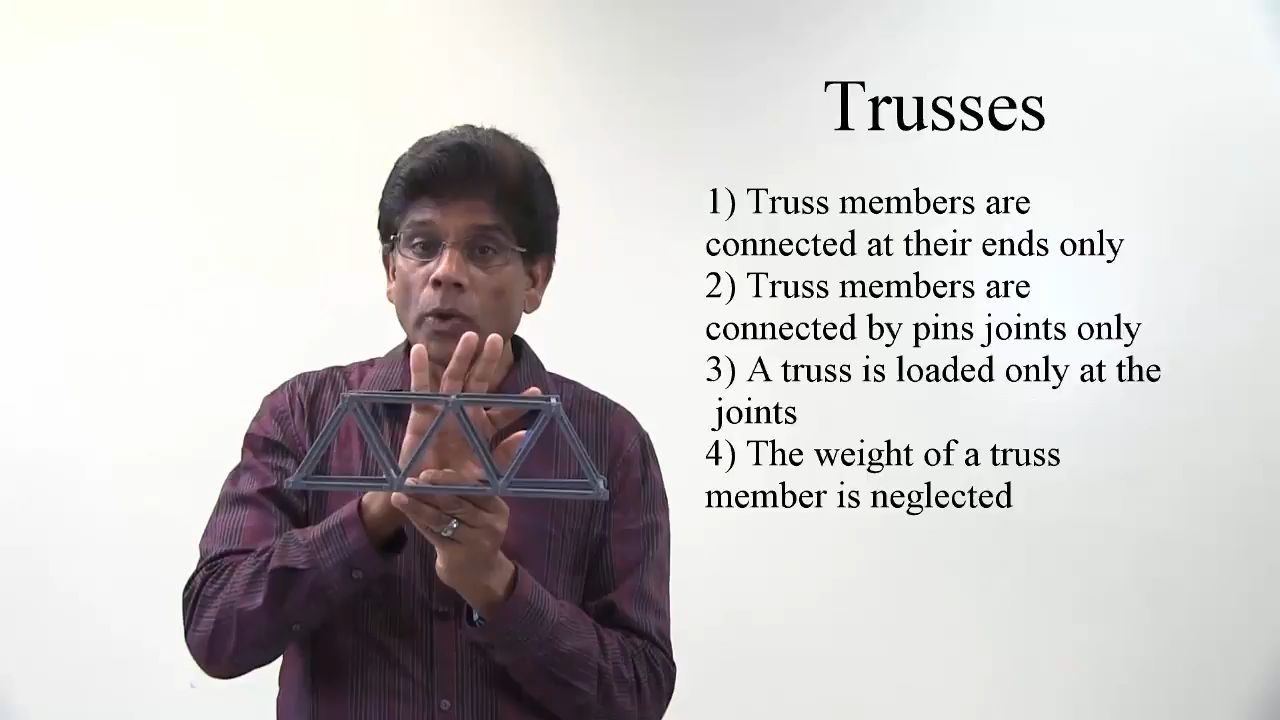 Trusses
1) Truss members are
connected at their ends only
2) Truss members are
connected by pins joints only
3) A truss is loaded only at the
joints
4) The weight of a truss
member is neglected